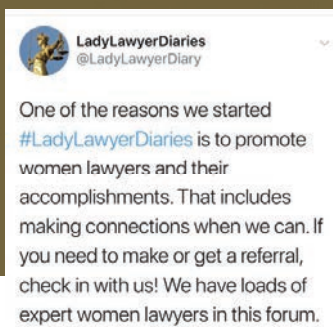 LadyLawyerDiaries
@LadyLawyerDiary
One of the reasons we started
#LadyLawyerDiaries is to promote
women lawyers and their
accomplishments. That includes
making connections when we can. If
you need to make or get a referral,
check in with us! We have loads of
expert women lawyers in this forum.